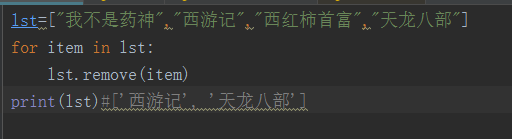 lst=["我不是药神","西游记","西红柿首富","天龙八部"]
for item in lst:
    lst.remove(item)
print(lst)#['西游记', '天龙八部']